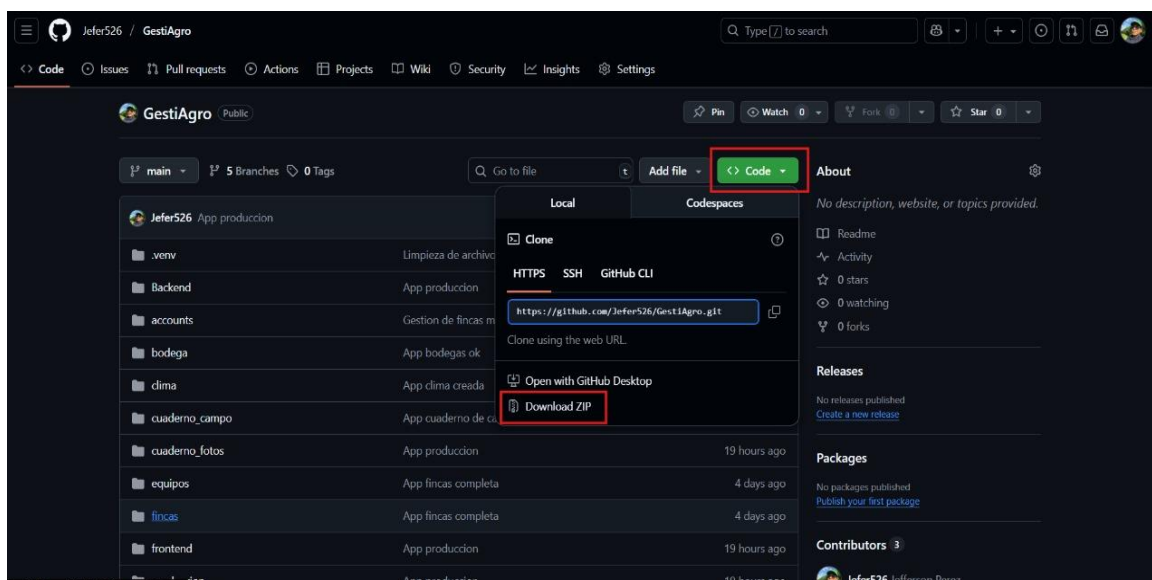 Jefer526 / GestiAgro
Type / to search
Code Issues Pull requests Actions Projects Wiki Security Insights Settings
GestiAgro Public
Pin Watch 0 Fork 0 Star 0
main 5 Branches 0 Tags
Go to file t
Add file
Code
About
Local Codespaces
No description, website, or topics provided.
Jefer526 App produccion
Clone
Readme
.venv Limpieza de archivo
Activity
HTTPS SSH GitHub CLI
0 stars
Backend App produccion
0 watching
https://github.com/Jefer526/GestiAgro.git
accounts Gestion de fincas
0 forks
Clone using the web URL.
bodega App bodegas ok
Releases
Open with GitHub Desktop
clima App clima creada
No releases published
Download ZIP
Create a new release
cuaderno_campo App cuaderno de
cuaderno_fotos App produccion 19 hours ago
Packages
equipos App fincas completa 4 days ago
No packages published
Publish your first package
fincas App fincas completa 4 days ago
Contributors 3
frontend App produccion 19 hours ago